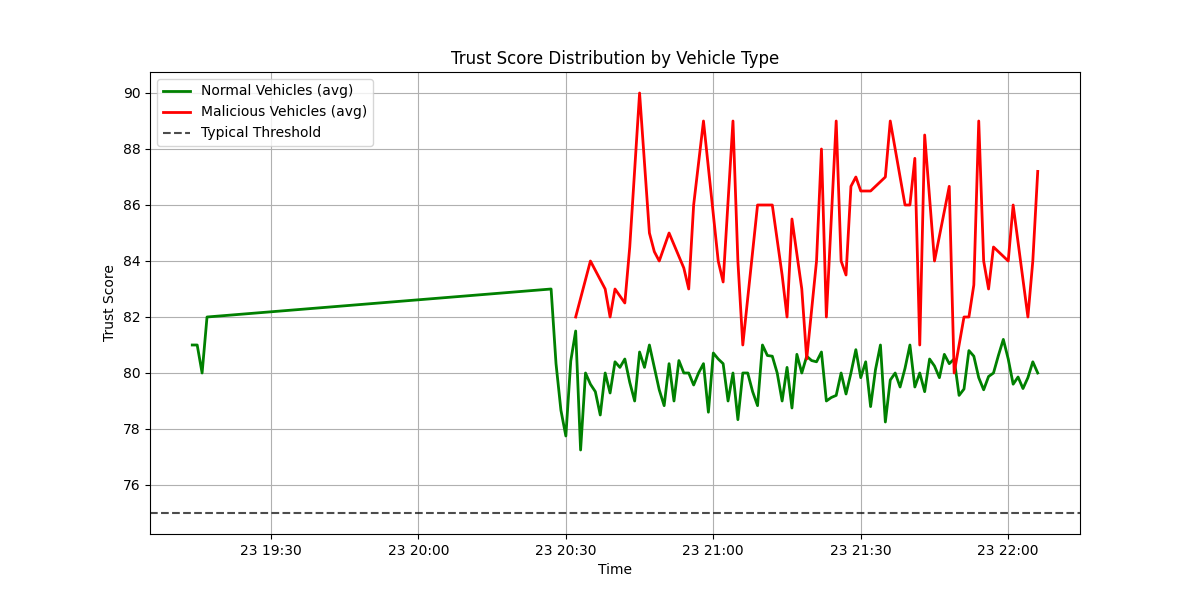 Trust Score Distribution by Vehicle Type
Normal Vehicles (avg)
Malicious Vehicles (avg)
Typical Threshold
90
88
86
84
82
80
78
76
Trust Score
23 19:30
23 20:00
23 20:30
23 21:00
23 21:30
23 22:00
Time